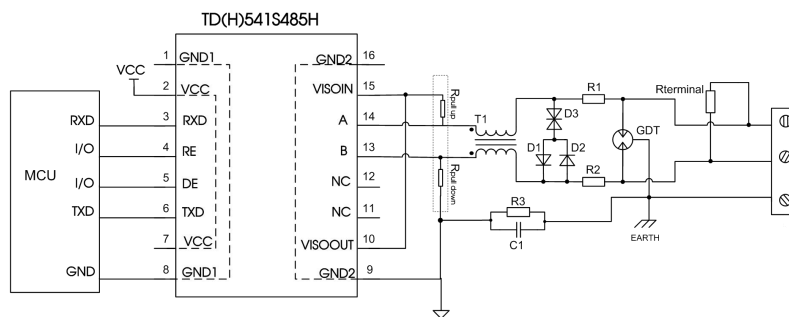 TD(H)541S485H
1 GND1
GND2 16
VCC
2 VCC
VISOIN 15
Rpull up
R1
Rterminal
RXD 3 RXD
A 14
T1
D3
GDT
I/O 4 RE
B 13
D1 D2
MCU
I/O 5 DE
NC 12
Rpull down
R2
TXD 6 TXD
NC 11
R3
7 VCC
VISOOUT 10
C1
EARTH
GND 8 GND1
GND2 9